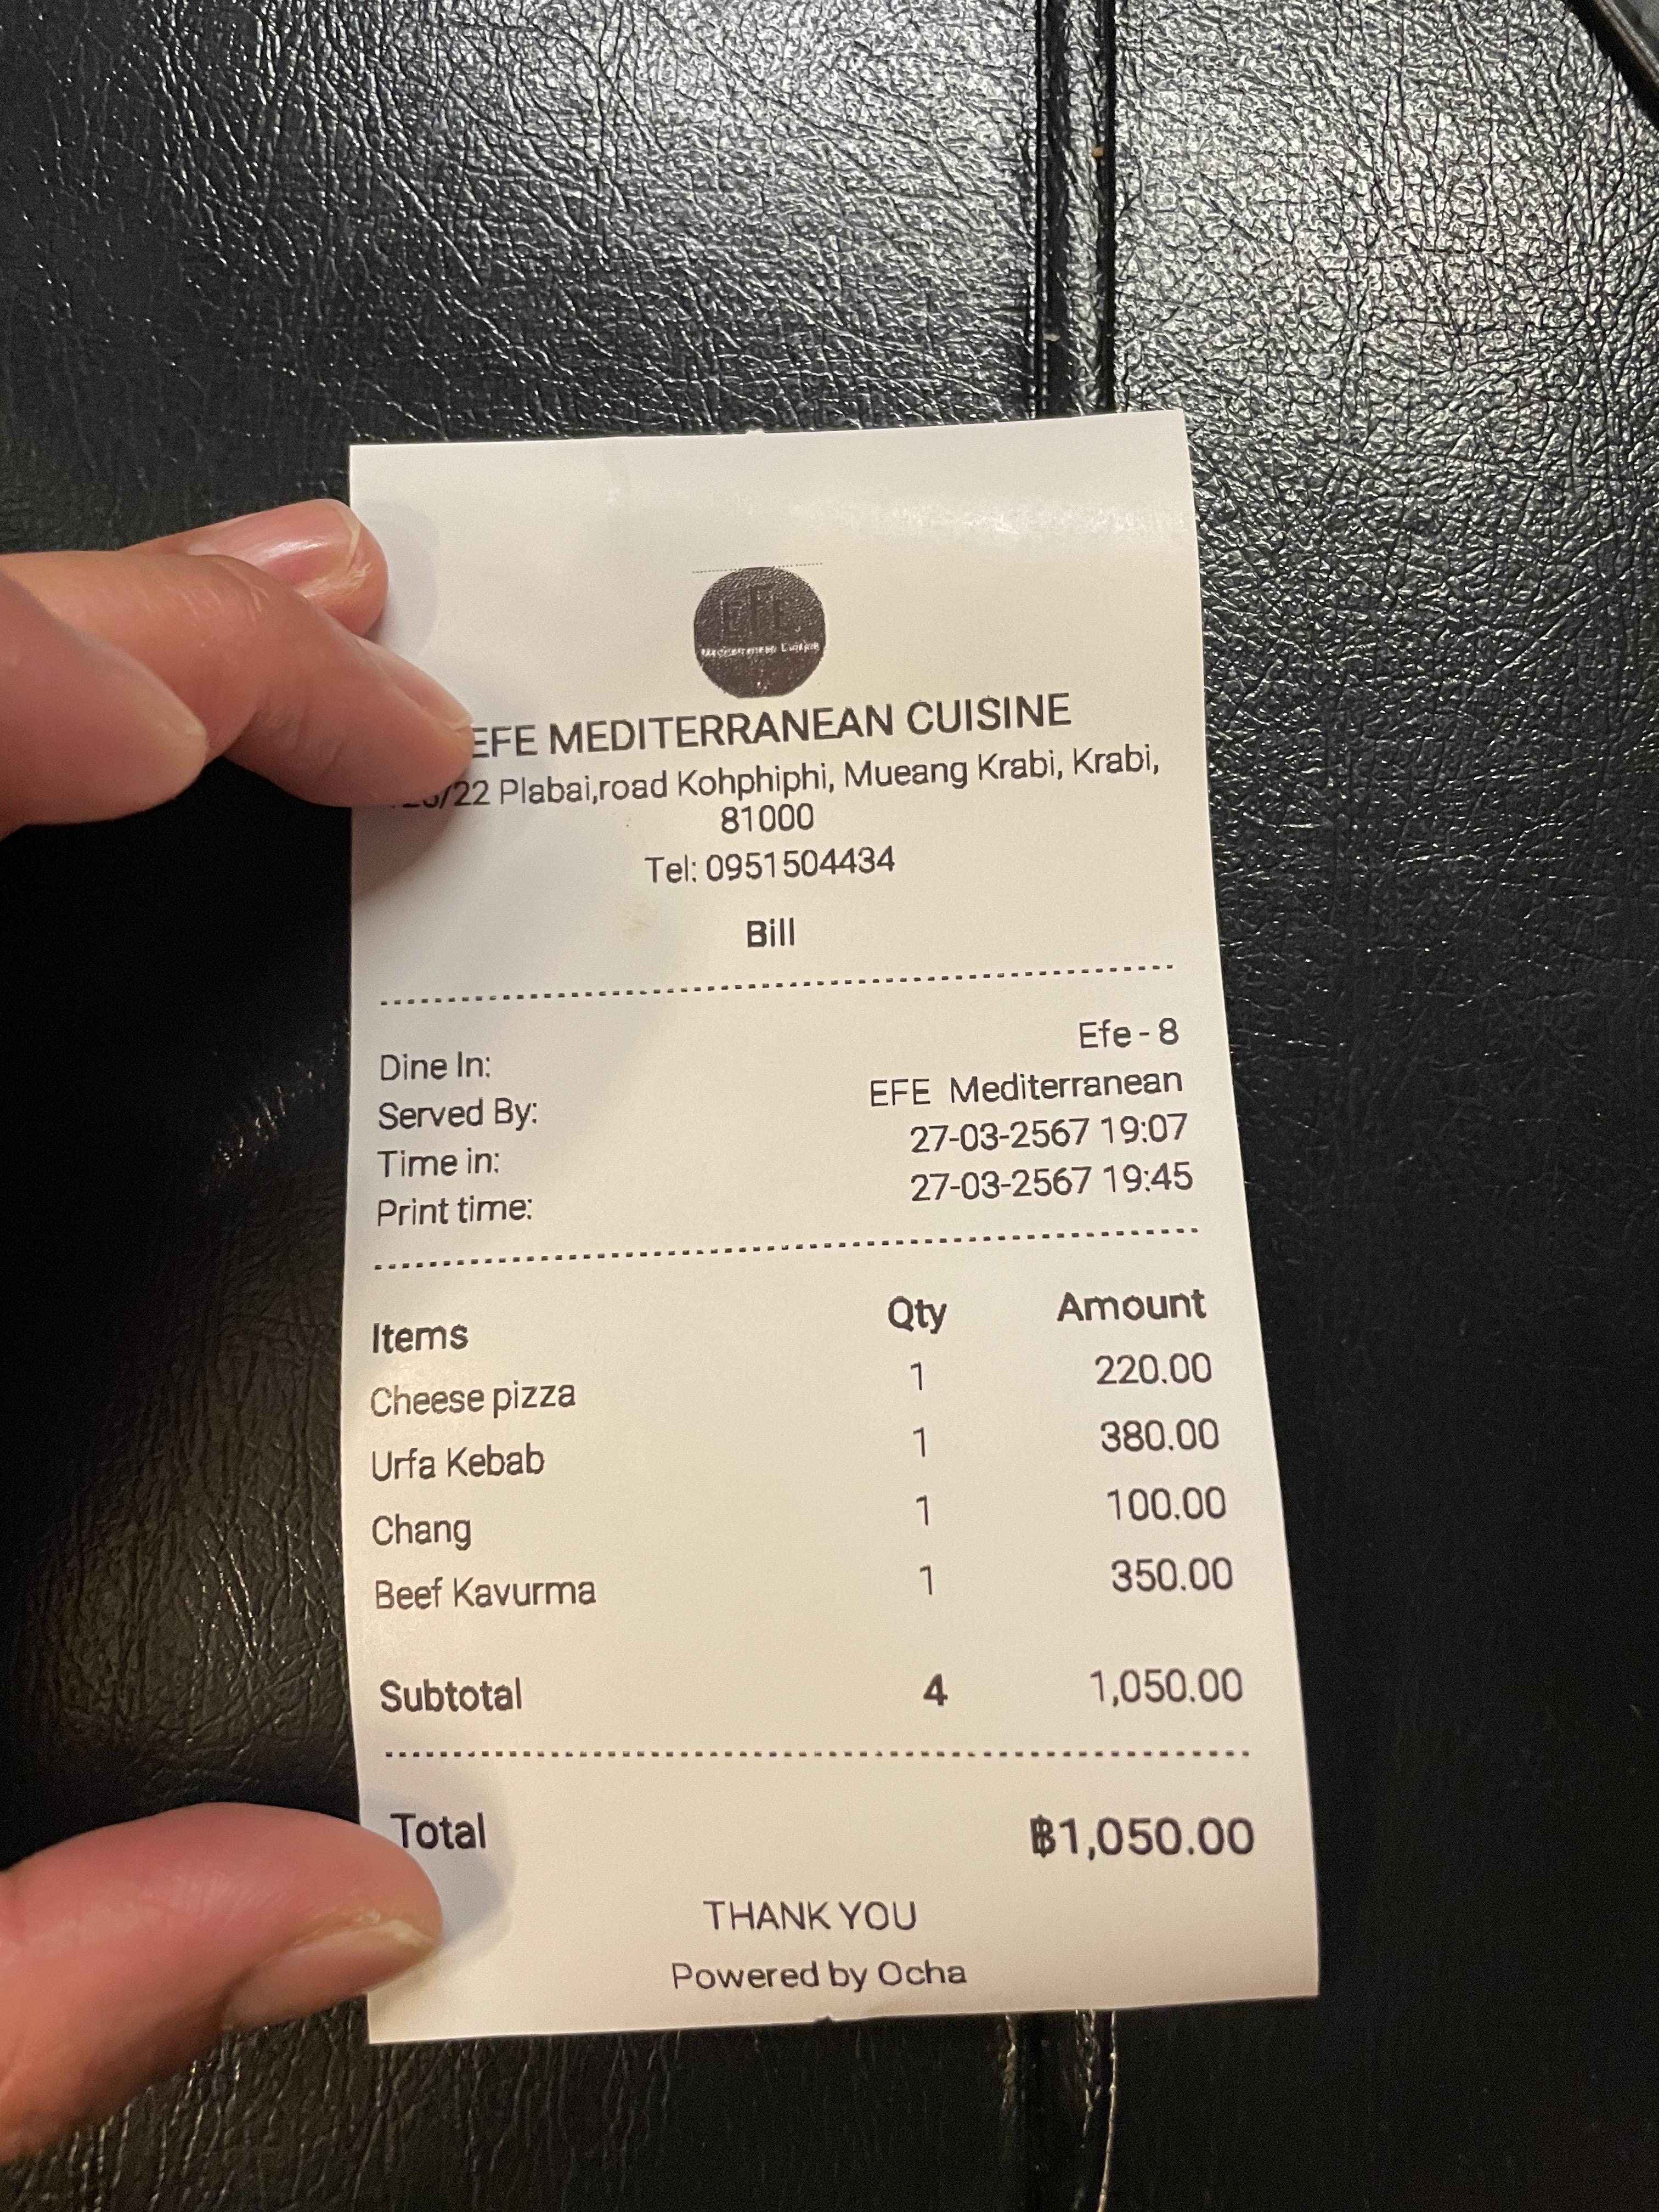 EFE
Mediterranean Cuisine
EFE MEDITERRANEAN CUISINE
/22 Plabai,road Kohphiphi, Mueang Krabi, Krabi,
81000
Tel: 0951504434
Bill
Dine In: Efe - 8
Served By: EFE Mediterranean
Time in: 27-03-2567 19:07
Print time: 27-03-2567 19:45
Items Qty Amount
Cheese pizza 1 220.00
Urfa Kebab 1 380.00
Chang 1 100.00
Beef Kavurma 1 350.00
Subtotal 4 1,050.00
Total ฿1,050.00
THANK YOU
Powered by Ocha